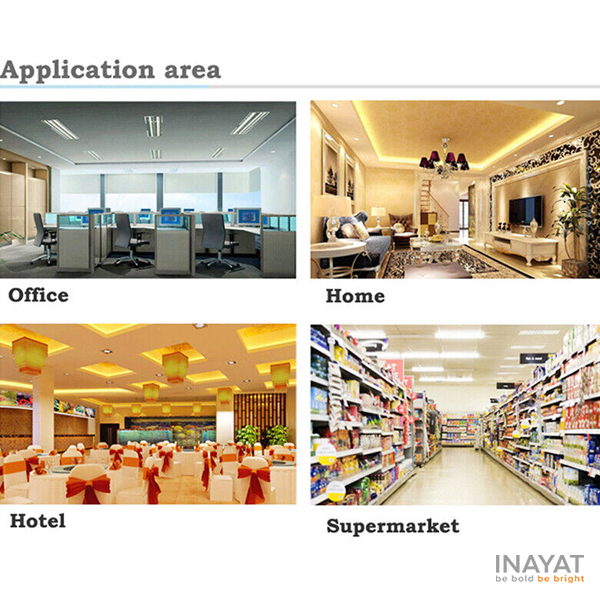 Application area
Office
Home
Hotel
Supermarket
INAYAT
be bold be bright